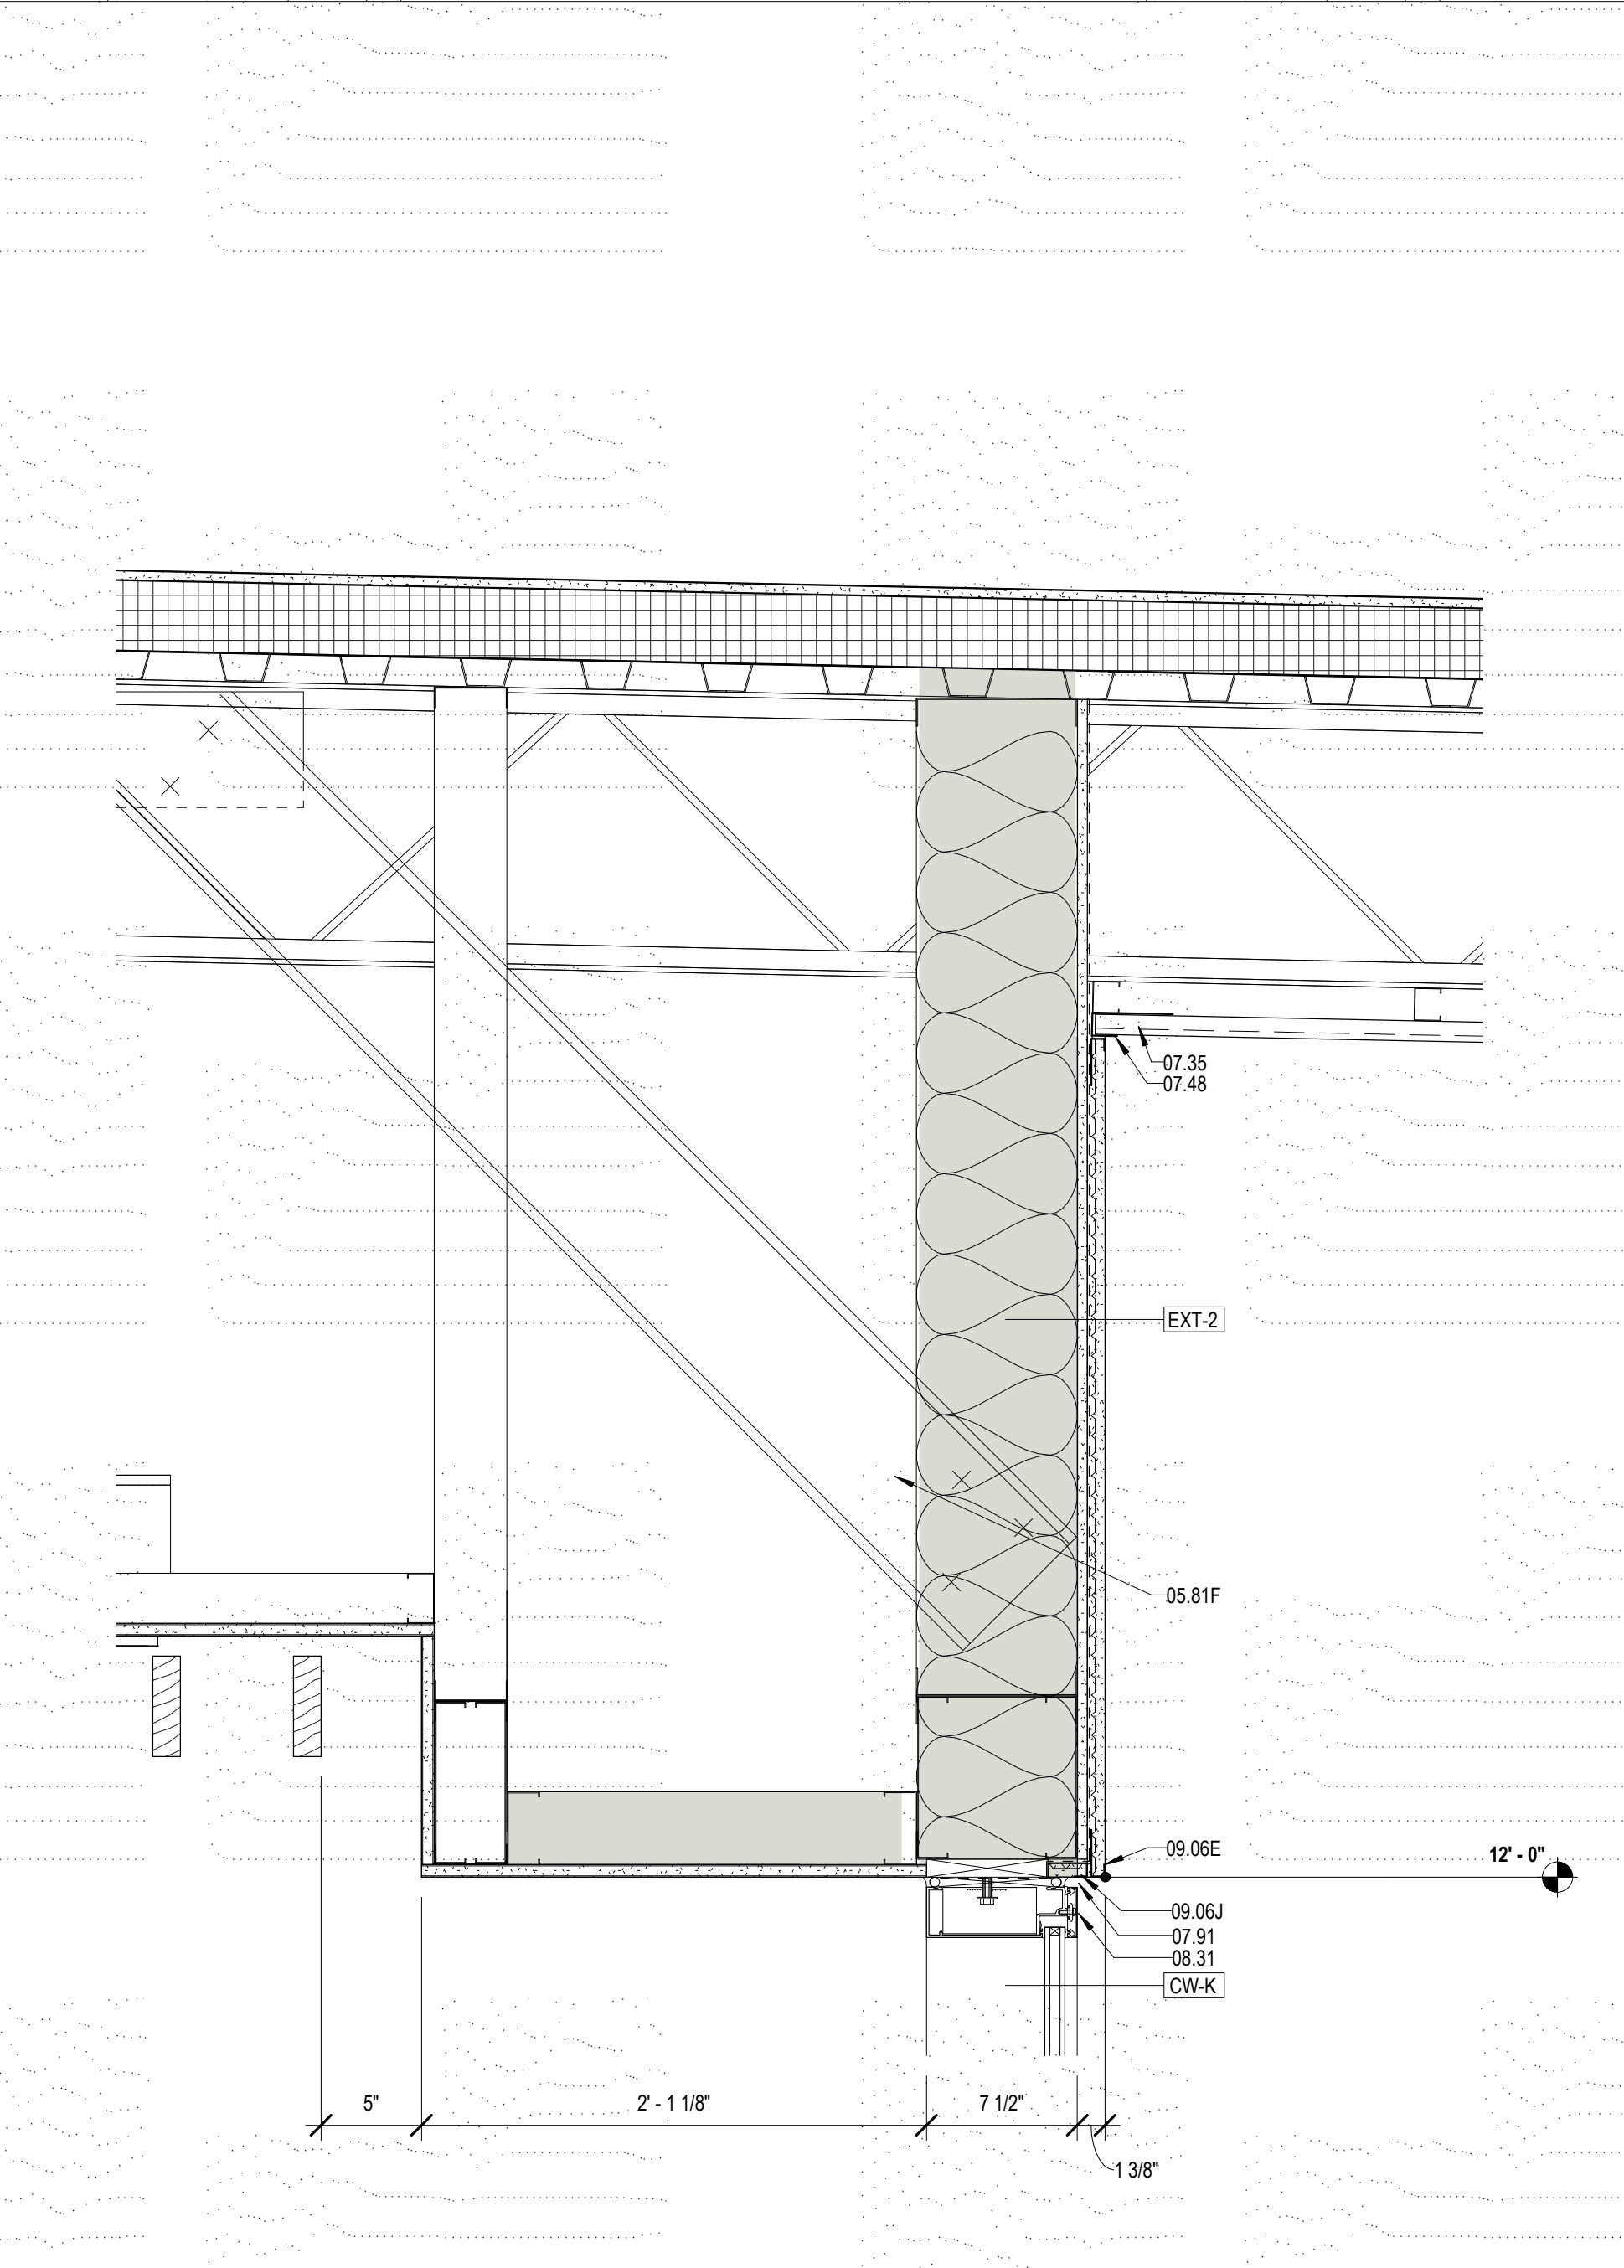 07.35
07.48
EXT-2
05.81F
09.06E
12' - 0"
09.06J
07.91
08.31
CW-K
5"
2' - 1 1/8"
7 1/2"
1 3/8"